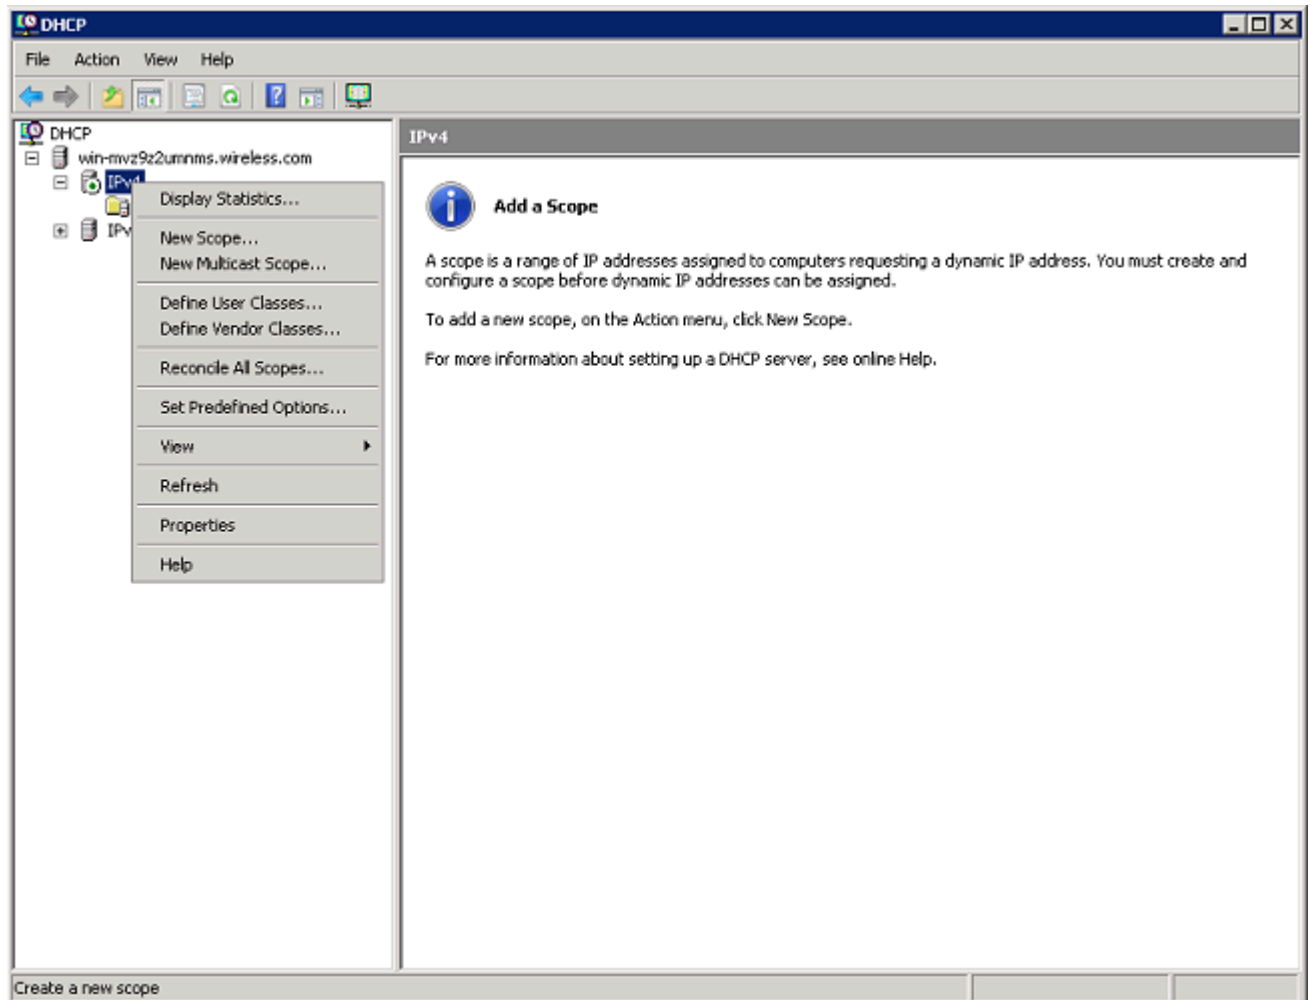 DHCP
File Action View Help
DHCP
win-mvz9z2umnms.wireless.com
IPv4
IPv
Display Statistics...
New Scope...
New Multicast Scope...
Define User Classes...
Define Vendor Classes...
Reconcile All Scopes...
Set Predefined Options...
View
Refresh
Properties
Help
IPv4
Add a Scope
A scope is a range of IP addresses assigned to computers requesting a dynamic IP address. You must create and
configure a scope before dynamic IP addresses can be assigned.
To add a new scope, on the Action menu, click New Scope.
For more information about setting up a DHCP server, see online Help.
Create a new scope